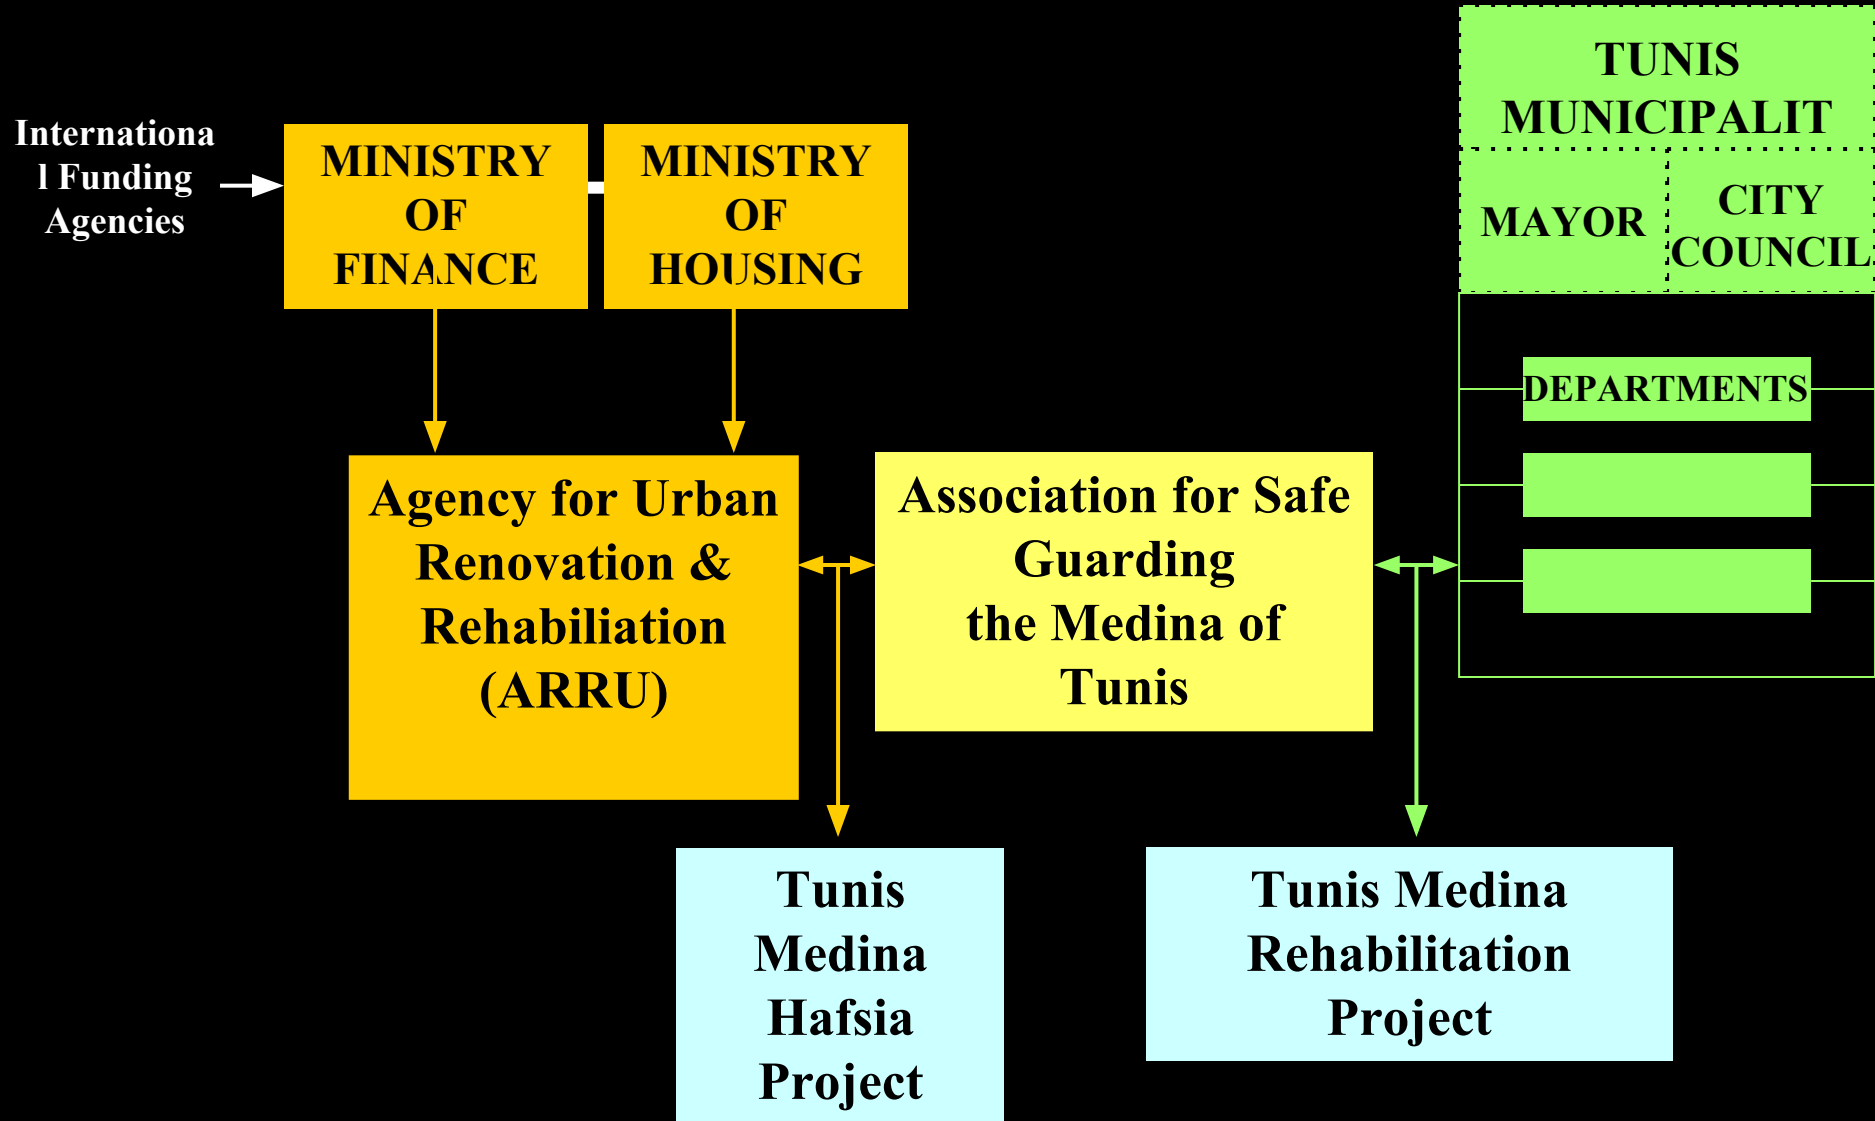 Internationa
l Funding
Agencies
MINISTRY
OF
FINANCE
MINISTRY
OF
HOUSING
TUNIS
MUNICIPALIT
MAYOR
CITY
COUNCIL
DEPARTMENTS
Agency for Urban
Renovation &
Rehabiliation
(ARRU)
Association for Safe
Guarding
the Medina of
Tunis
Tunis
Medina
Hafsia
Project
Tunis Medina
Rehabilitation
Project